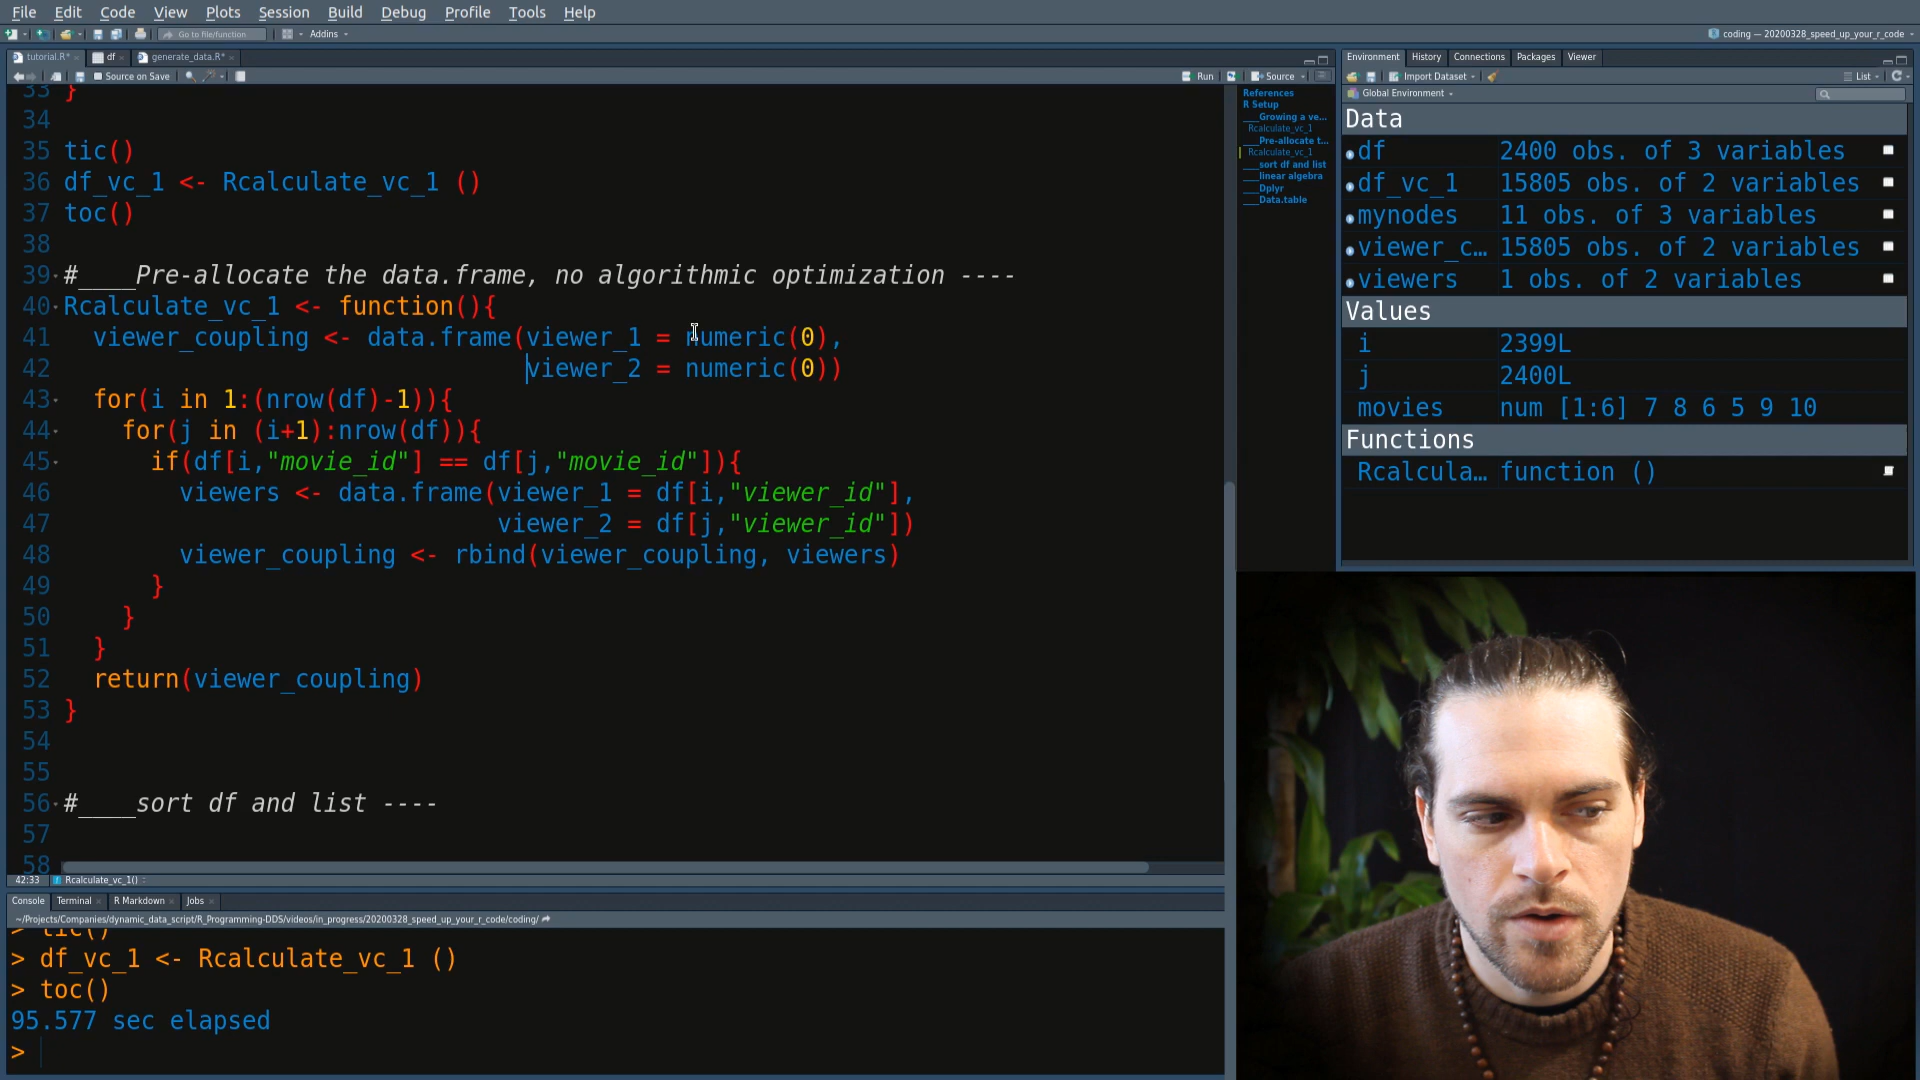 File Edit Code View Plots Session Build Debug Profile Tools Help
Go to file/function Addins
coding — 20200328_speed_up_your_r_code
tutorial.R* df generate_data.R*
Source on Save Run Source
33 }
34
35 tic()
36 df_vc_1 <- Rcalculate_vc_1 ()
37 toc()
38
39 #____Pre-allocate the data.frame, no algorithmic optimization ----
40 Rcalculate_vc_1 <- function(){
41 viewer_coupling <- data.frame(viewer_1 = numeric(0),
42 viewer_2 = numeric(0))
43 for(i in 1:(nrow(df)-1)){
44 for(j in (i+1):nrow(df)){
45 if(df[i,"movie_id"] == df[j,"movie_id"]){
46 viewers <- data.frame(viewer_1 = df[i,"viewer_id"],
47 viewer_2 = df[j,"viewer_id"])
48 viewer_coupling <- rbind(viewer_coupling, viewers)
49 }
50 }
51 }
52 return(viewer_coupling)
53 }
54
55
56 #____sort df and list ----
57
58
42:33 Rcalculate_vc_1()
References
R Setup
____Growing a ve...
Rcalculate_vc_1
____Pre-allocate t...
Rcalculate_vc_1
____sort df and list
____linear algebra
____Dplyr
____Data.table
Console Terminal R Markdown Jobs
~/Projects/Companies/dynamic_data_script/R_Programming-DDS/videos/in_progress/20200328_speed_up_your_r_code/coding/
> tic()
> df_vc_1 <- Rcalculate_vc_1 ()
> toc()
95.577 sec elapsed
>
Environment History Connections Packages Viewer
Import Dataset List
Global Environment
Data
df 2400 obs. of 3 variables
df_vc_1 15805 obs. of 2 variables
mynodes 11 obs. of 3 variables
viewer_c... 15805 obs. of 2 variables
viewers 1 obs. of 2 variables
Values
i 2399L
j 2400L
movies num [1:6] 7 8 6 5 9 10
Functions
Rcalcula... function ()